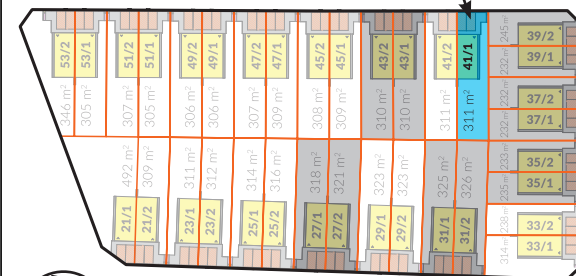 53/2 53/1 51/2 51/1 49/2 49/1 47/2 47/1 45/2 45/1 43/2 43/1 41/2 41/1
346 m² 305 m² 307 m² 305 m² 306 m² 306 m² 307 m² 309 m² 308 m² 309 m² 310 m² 310 m² 311 m² 311 m²
492 m² 309 m² 311 m² 312 m² 314 m² 316 m² 318 m² 321 m² 323 m² 323 m² 325 m² 326 m²
21/1 21/2 23/1 23/2 25/1 25/2 27/1 27/2 29/1 29/2 31/1 31/2
245 m² 39/2
232 m² 39/1
222 m² 37/2
232 m² 37/1
233 m² 35/2
235 m² 35/1
228 m² 33/2
314 m² 33/1